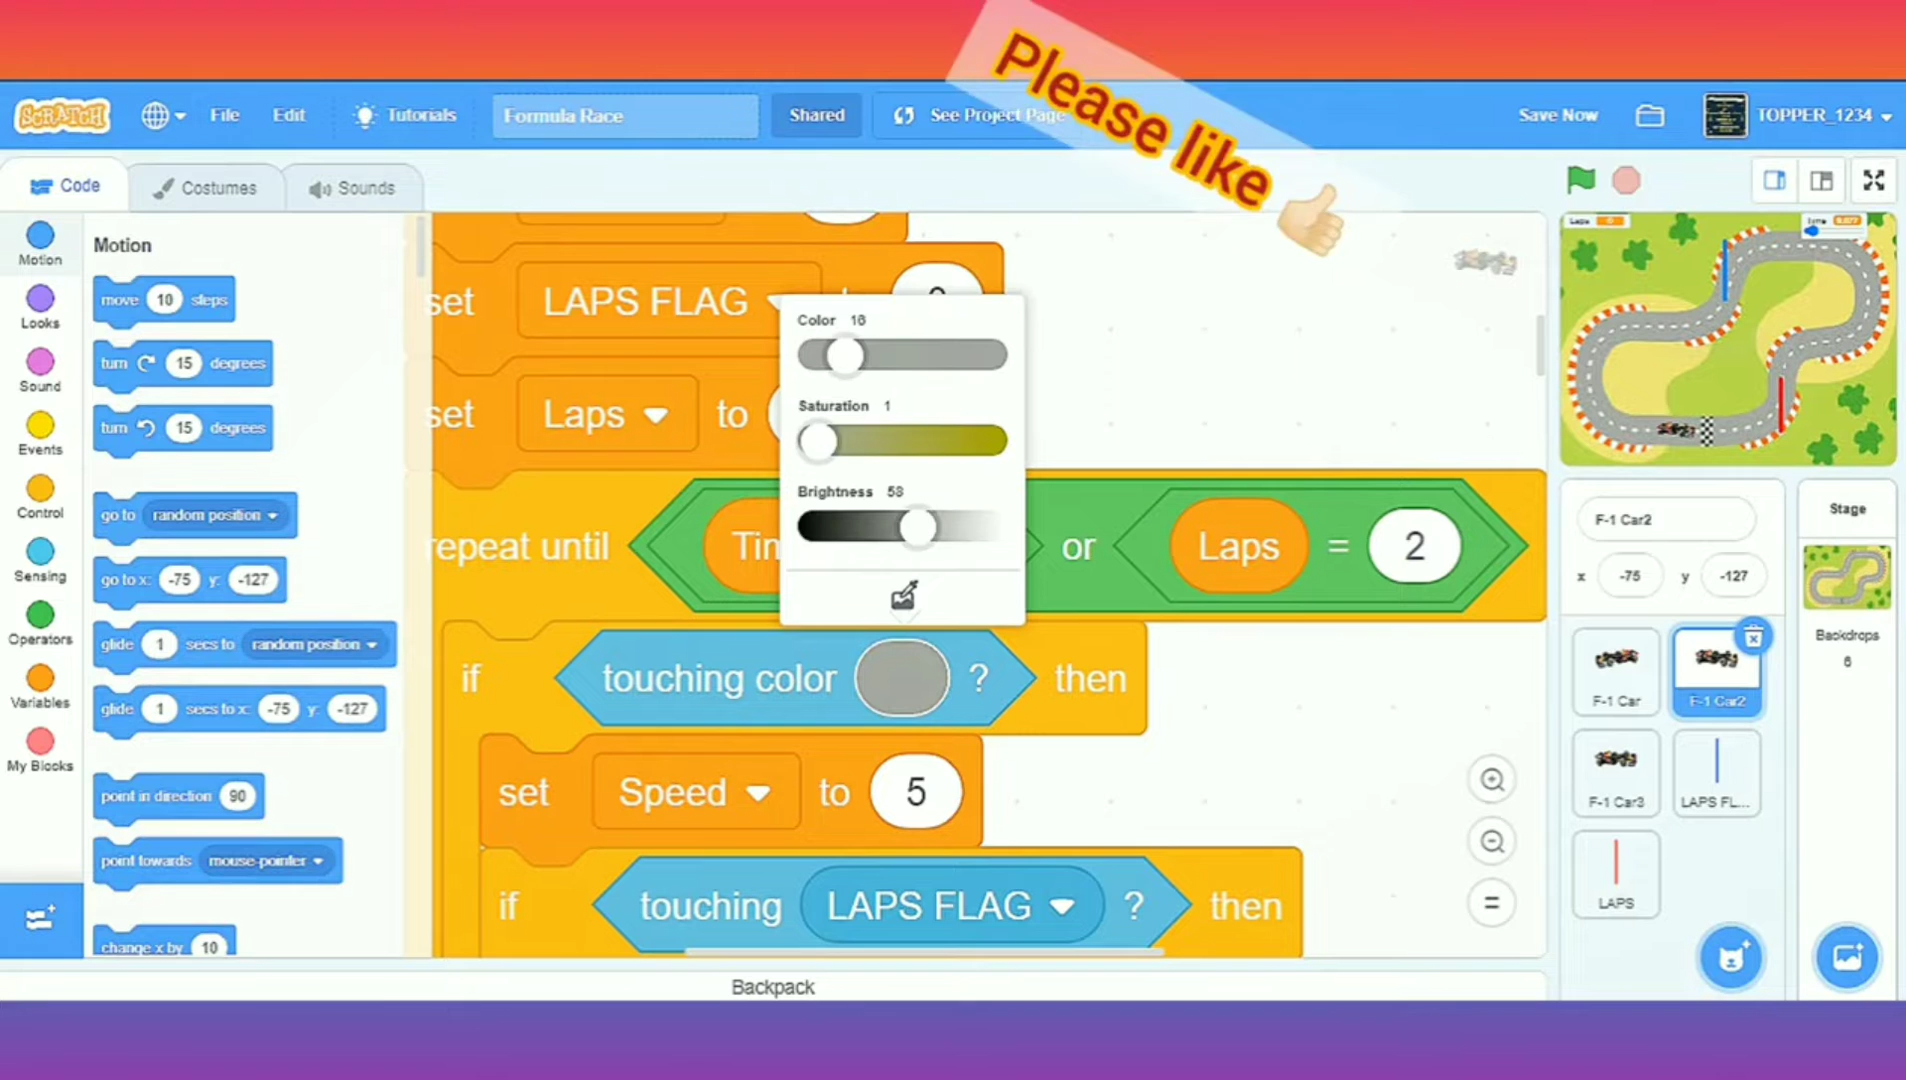 Please like
SCRATCH
File
Edit
Tutorials
Formula Race
Shared
See Project Page
Save Now
TOPPER_1234
Code
Costumes
Sounds
Motion
Looks
Sound
Events
Control
Sensing
Operators
Variables
My Blocks
Motion
move 10 steps
turn 15 degrees
turn 15 degrees
go to random position
go to x: -75 y: -127
glide 1 secs to random position
glide 1 secs to x: -75 y: -127
point in direction 90
point towards mouse-pointer
change x by 10
set LAPS FLAG
set Laps to
repeat until or Laps = 2
if touching color ? then
set Speed to 5
if touching LAPS FLAG ? then
Color 16
Saturation 1
Brightness 58
Backpack
Laps
F-1 Car2
x -75 y -127
F-1 Car
F-1 Car2
F-1 Car3
LAPS FL...
LAPS
Stage
Backdrops
6